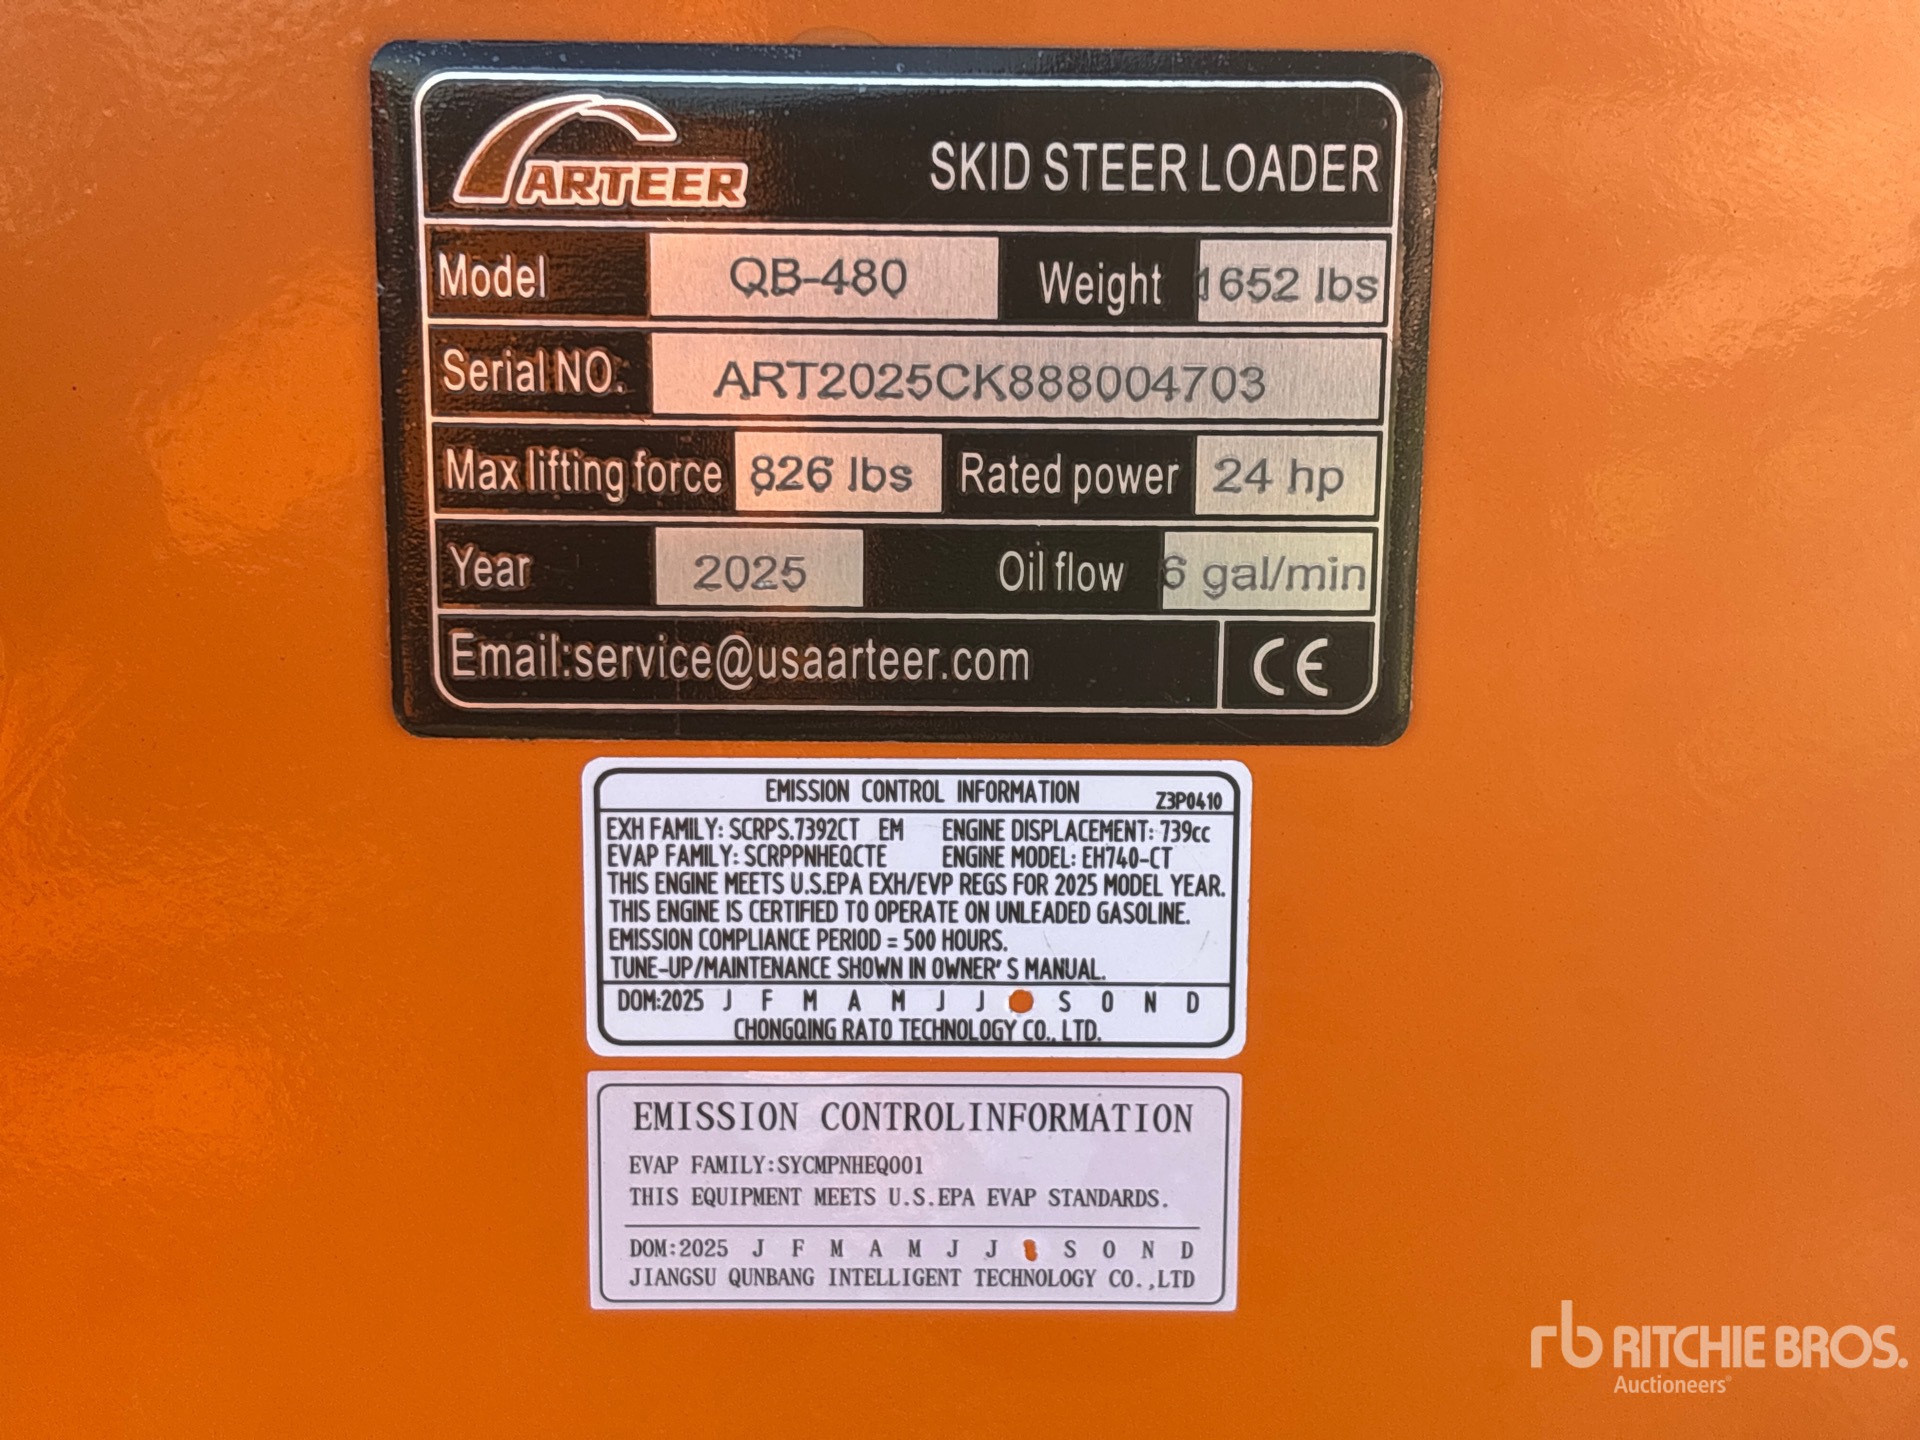 ARTEER SKID STEER LOADER
Model QB-480 Weight 1652 lbs
Serial NO. ART2025CK888004703
Max lifting force 826 lbs Rated power 24 hp
Year 2025 Oil flow 6 gal/min
Email:service@usaarteer.com CE
EMISSION CONTROL INFORMATION Z3P0410
EXH FAMILY: SCRPS.7392CT EM ENGINE DISPLACEMENT: 739cc
EVAP FAMILY: SCRPPNHEQCTE ENGINE MODEL: EH740-CT
THIS ENGINE MEETS U.S.EPA EXH/EVP REGS FOR 2025 MODEL YEAR.
THIS ENGINE IS CERTIFIED TO OPERATE ON UNLEADED GASOLINE.
EMISSION COMPLIANCE PERIOD = 500 HOURS.
TUNE-UP/MAINTENANCE SHOWN IN OWNER'S MANUAL.
DOM:2025 J F M A M J J S O N D
CHONGQING RATO TECHNOLOGY CO., LTD.
EMISSION CONTROLINFORMATION
EVAP FAMILY:SYCMPNHEQ001
THIS EQUIPMENT MEETS U.S.EPA EVAP STANDARDS.
DOM:2025 J F M A M J J S O N D
JIANGSU QUNBANG INTELLIGENT TECHNOLOGY CO.,LTD
rb RITCHIE BROS.
Auctioneers